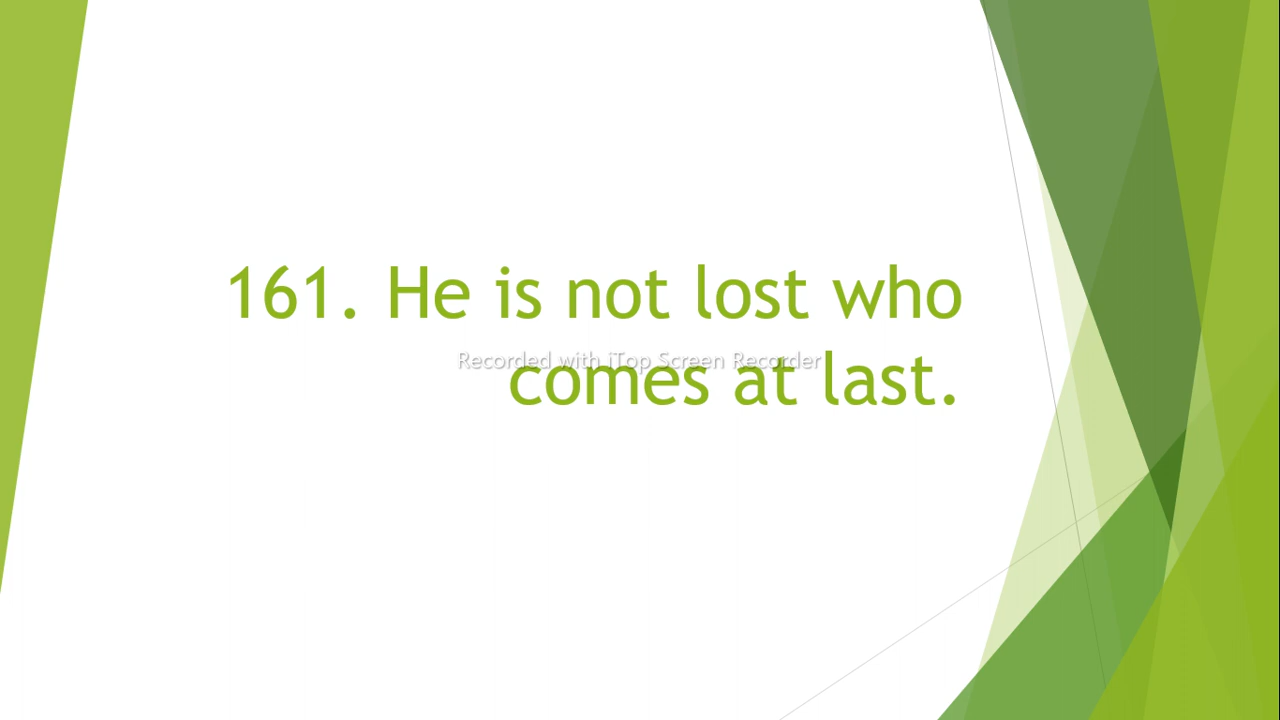 161. He is not lost who
Recorded with iTop Screen Recorder
comes at last.